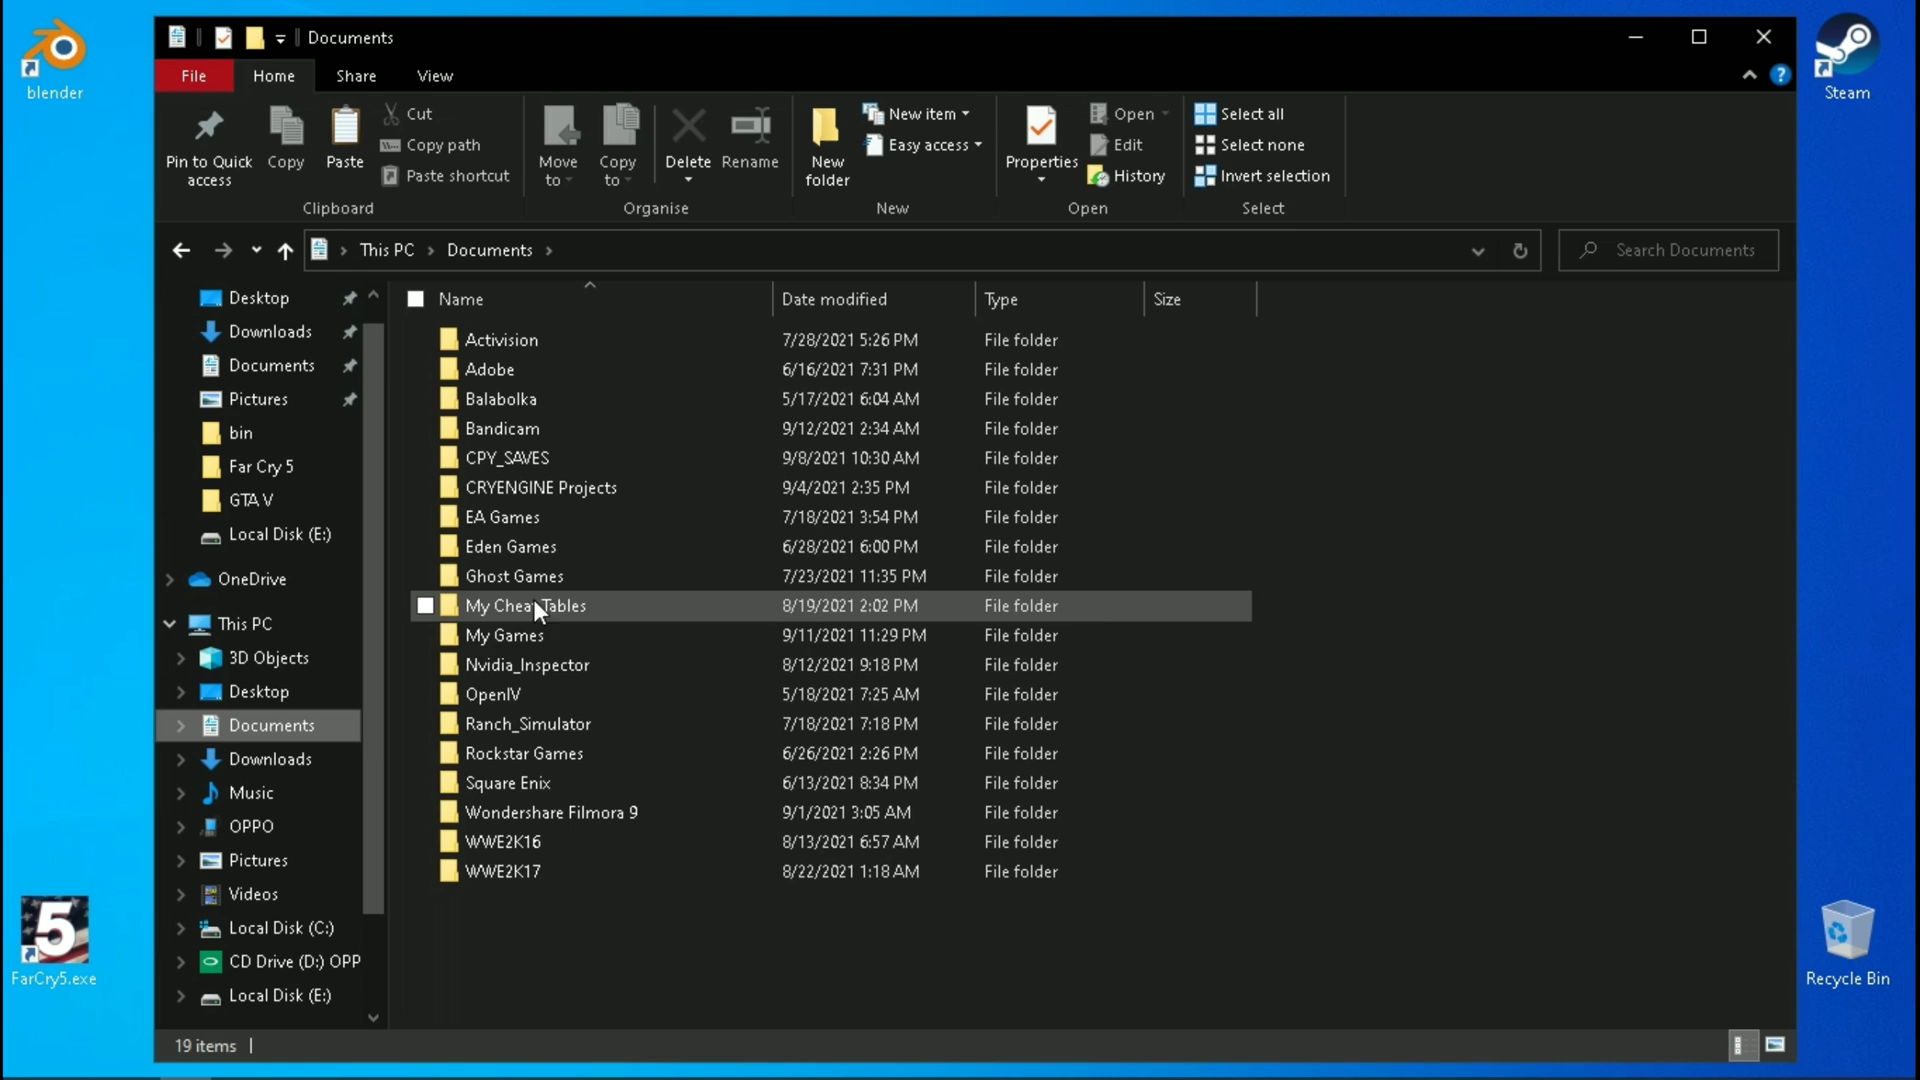 blender
Documents
File Home Share View
Pin to Quick access
Copy
Paste
Cut
Copy path
Paste shortcut
Clipboard
Move to
Copy to
Delete
Rename
Organise
New folder
New item
Easy access
New
Properties
Open
Edit
History
Open
Select all
Select none
Invert selection
Select
This PC > Documents >
Search Documents
Desktop
Downloads
Documents
Pictures
bin
Far Cry 5
GTA V
Local Disk (E:)
OneDrive
This PC
3D Objects
Desktop
Documents
Downloads
Music
OPPO
Pictures
Videos
Local Disk (C:)
CD Drive (D:) OPP
Local Disk (E:)
Name Date modified Type Size
Activision 7/28/2021 5:26 PM File folder
Adobe 6/16/2021 7:31 PM File folder
Balabolka 5/17/2021 6:04 AM File folder
Bandicam 9/12/2021 2:34 AM File folder
CPY_SAVES 9/8/2021 10:30 AM File folder
CRYENGINE Projects 9/4/2021 2:35 PM File folder
EA Games 7/18/2021 3:54 PM File folder
Eden Games 6/28/2021 6:00 PM File folder
Ghost Games 7/23/2021 11:35 PM File folder
My Cheat Tables 8/19/2021 2:02 PM File folder
My Games 9/11/2021 11:29 PM File folder
Nvidia_Inspector 8/12/2021 9:18 PM File folder
OpenIV 5/18/2021 7:25 AM File folder
Ranch_Simulator 7/18/2021 7:18 PM File folder
Rockstar Games 6/26/2021 2:26 PM File folder
Square Enix 6/13/2021 8:34 PM File folder
Wondershare Filmora 9 9/1/2021 3:05 AM File folder
WWE2K16 8/13/2021 6:57 AM File folder
WWE2K17 8/22/2021 1:18 AM File folder
19 items
Steam
5
FarCry5.exe
Recycle Bin